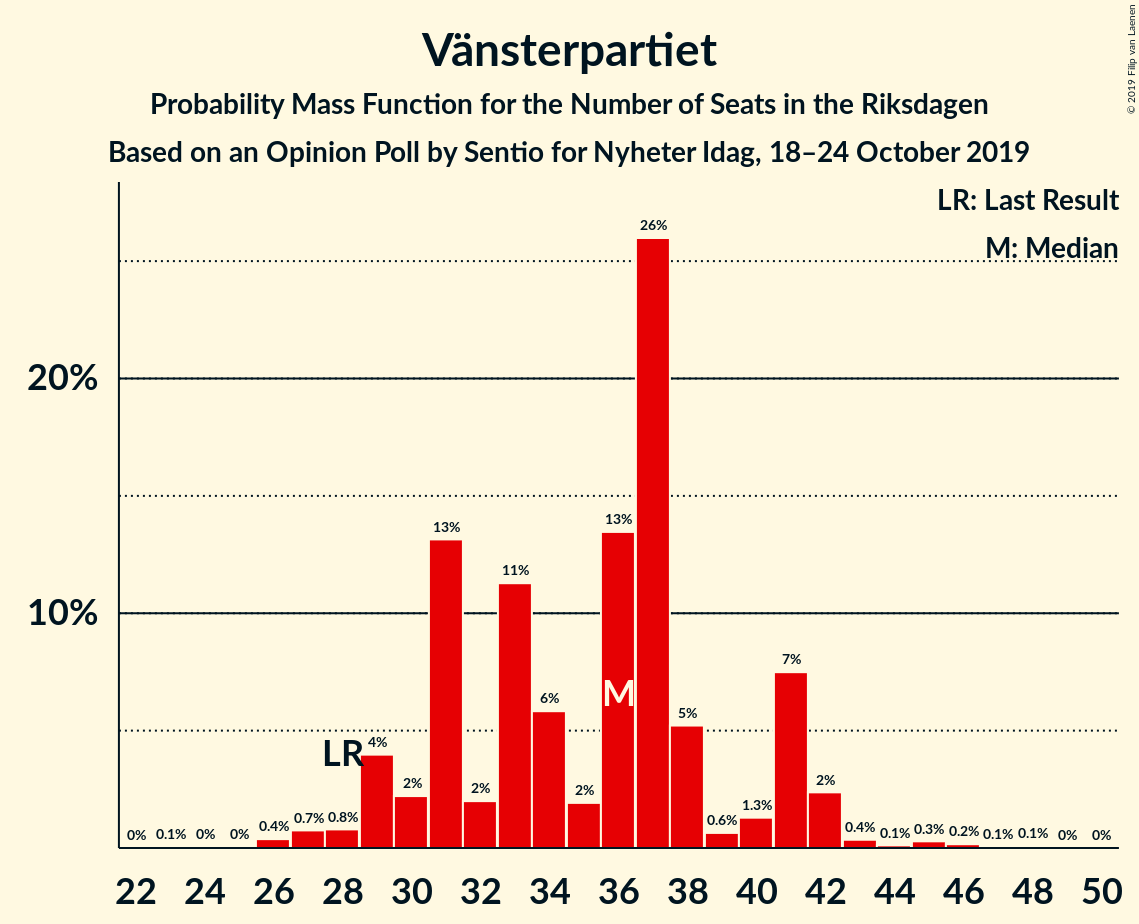 Vänsterpartiet
Probability Mass Function for the Number of Seats in the Riksdagen
Based on an Opinion Poll by Sentio for Nyheter Idag, 18–24 October 2019
© 2019 Filip van Laenen
LR: Last Result
M: Median
20%
10%
0% 0.1% 0% 0% 0.4% 0.7% 0.8% 4% 2% 13% 2% 11% 6% 2% 13% 26% 5% 0.6% 1.3% 7% 2% 0.4% 0.1% 0.3% 0.2% 0.1% 0.1% 0% 0%
LR
M
22 24 26 28 30 32 34 36 38 40 42 44 46 48 50